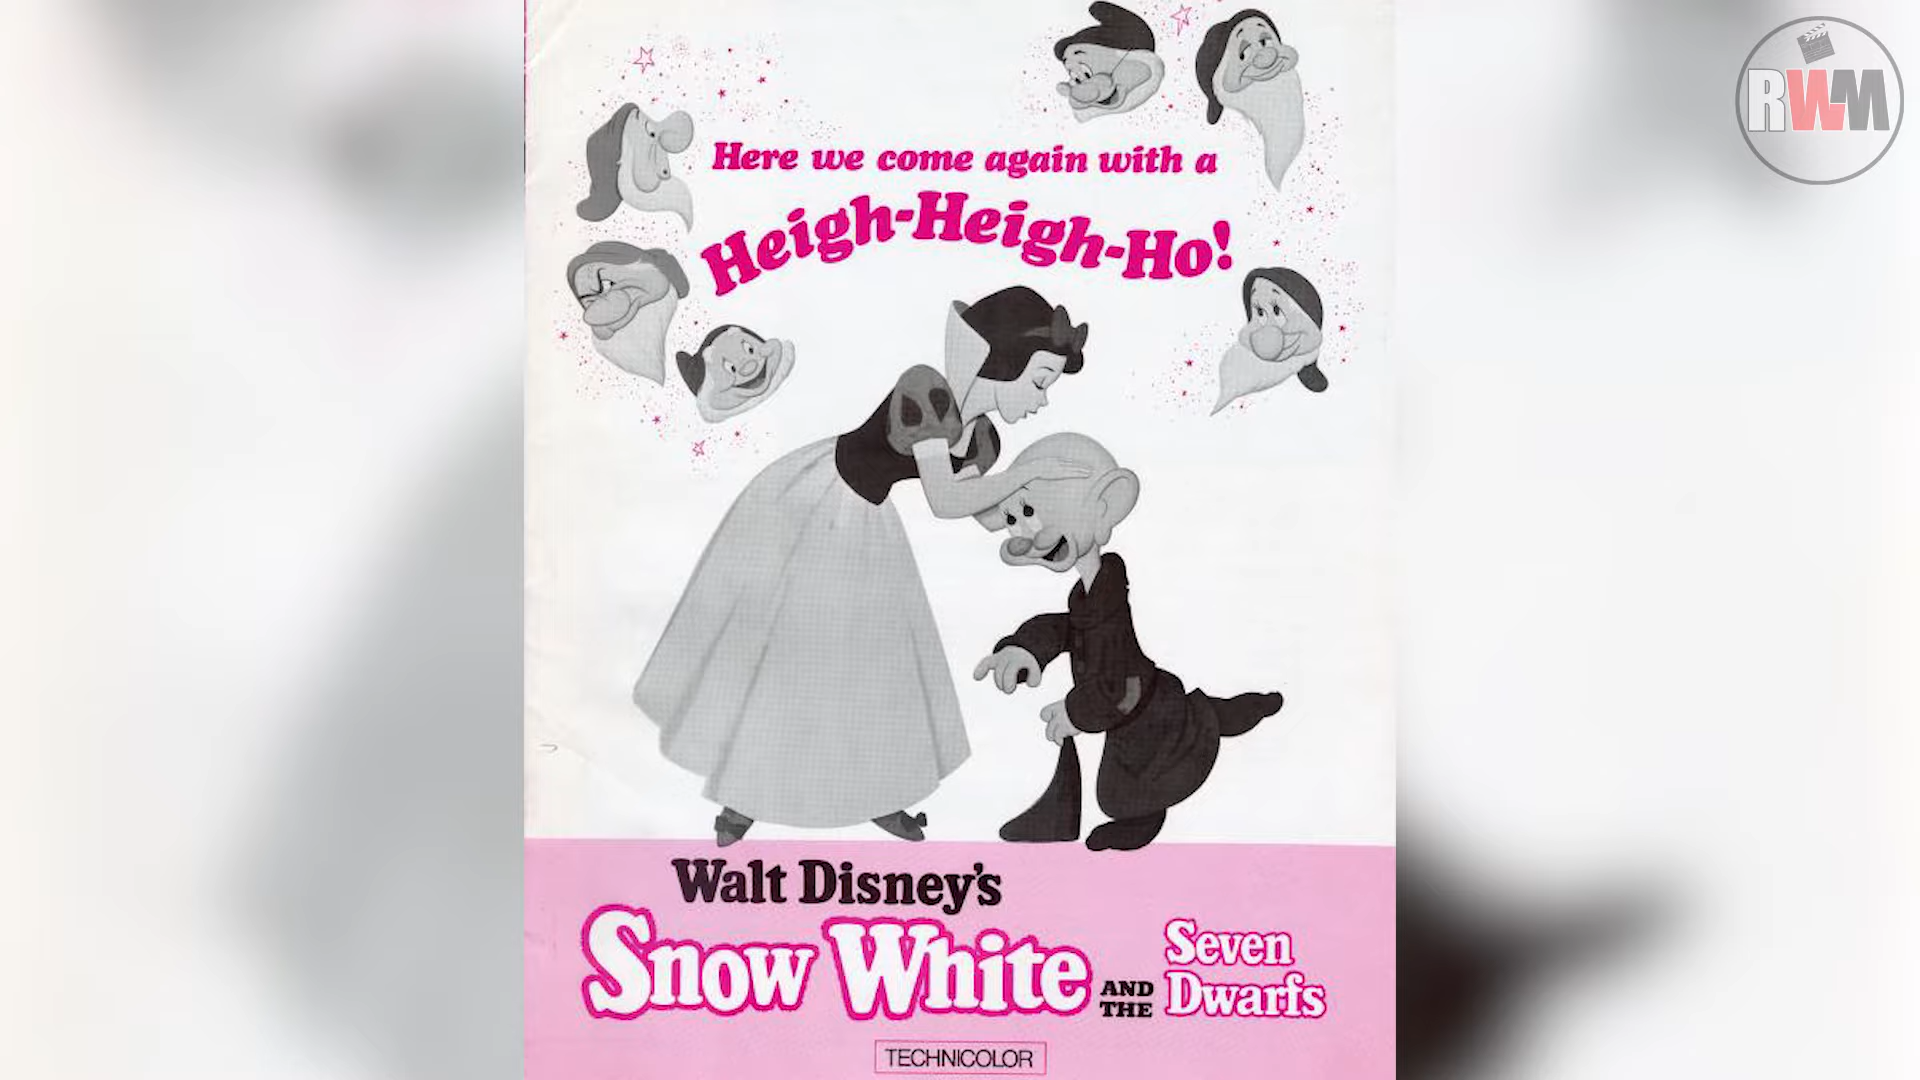 RWM
Here we come again with a
Heigh-Heigh-Ho!
Walt Disney's
Snow White AND THE Seven Dwarfs
TECHNICOLOR